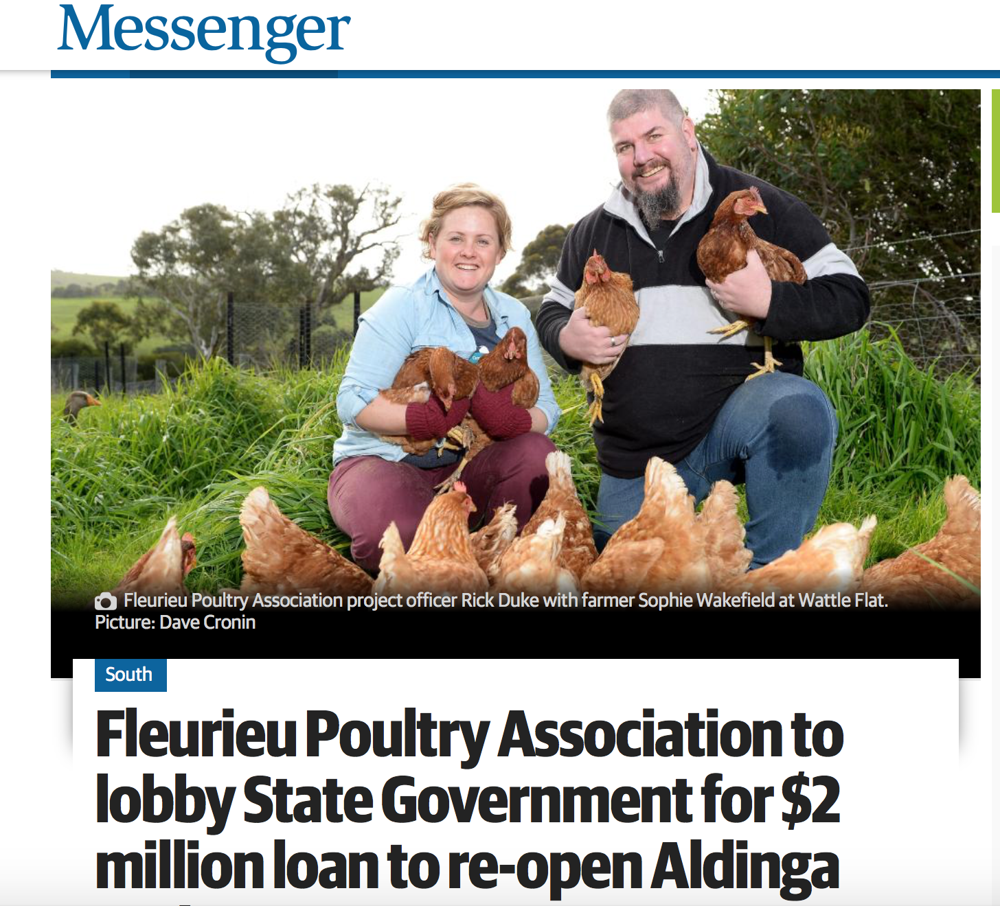 Messenger
Fleurieu Poultry Association project officer Rick Duke with farmer Sophie Wakefield at Wattle Flat.
Picture: Dave Cronin
South
Fleurieu Poultry Association to
lobby State Government for $2
million loan to re-open Aldinga